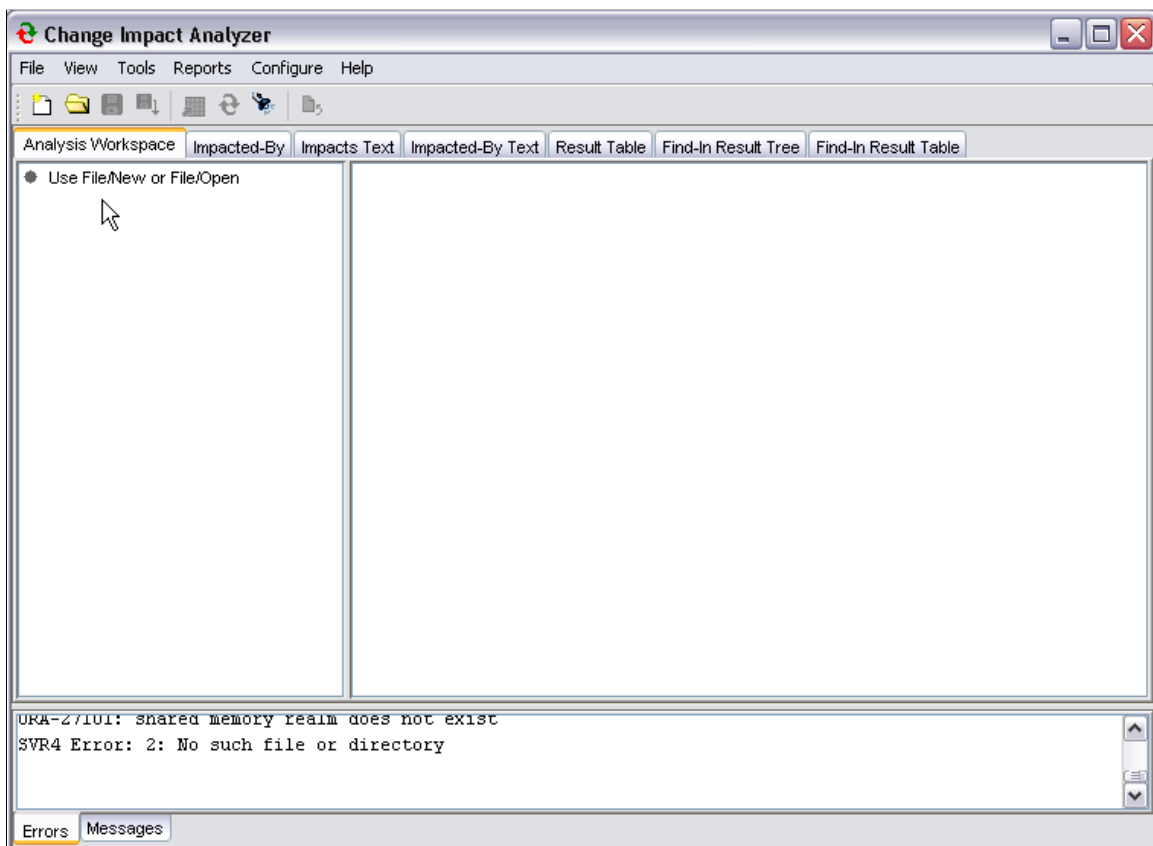 Change Impact Analyzer
File View Tools Reports Configure Help
Analysis Workspace Impacted-By Impacts Text Impacted-By Text Result Table Find-In Result Tree Find-In Result Table
Use File/New or File/Open
ORA-27101: shared memory realm does not exist
SVR4 Error: 2: No such file or directory
Errors Messages